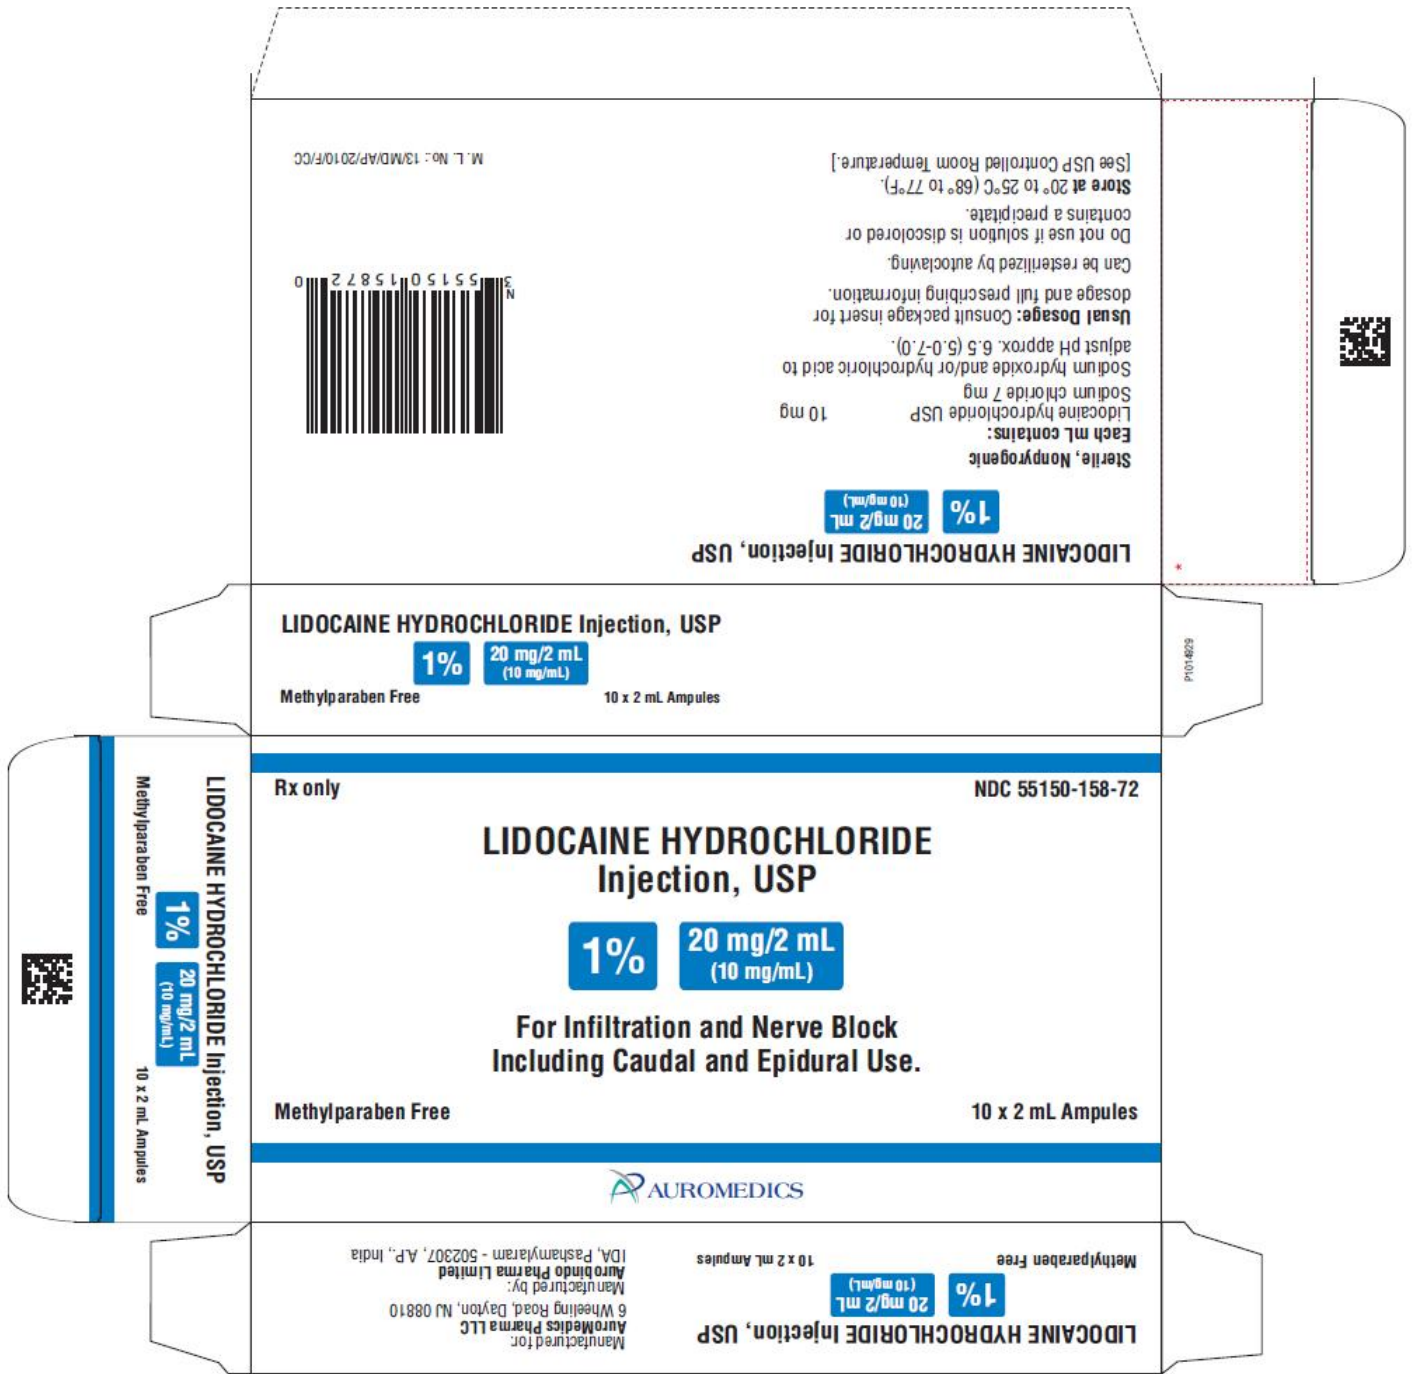 LIDOCAINE HYDROCHLORIDE Injection, USP
1%
20 mg/2 mL
(10 mg/mL)
Sterile, Nonpyrogenic
Each mL contains:
Lidocaine hydrochloride USP 10 mg
Sodium chloride 7 mg
Sodium hydroxide and/or hydrochloric acid to
adjust pH approx. 6.5 (5.0-7.0).
Usual Dosage: Consult package insert for
dosage and full prescribing information.
Can be resterilized by autoclaving.
Do not use if solution is discolored or
contains a precipitate.
Store at 20° to 25°C (68° to 77°F).
[See USP Controlled Room Temperature.]
N
3 55150 15872 0
M. L. No.: 13/MD/AP/2010/F/CC
*
LIDOCAINE HYDROCHLORIDE Injection, USP
1%
20 mg/2 mL
(10 mg/mL)
Methylparaben Free 10 x 2 mL Ampules
P1014929
LIDOCAINE HYDROCHLORIDE Injection, USP
1%
20 mg/2 mL
(10 mg/mL)
Methylparaben Free 10 x 2 mL Ampules
Rx only NDC 55150-158-72
LIDOCAINE HYDROCHLORIDE
Injection, USP
1%
20 mg/2 mL
(10 mg/mL)
For Infiltration and Nerve Block
Including Caudal and Epidural Use.
Methylparaben Free 10 x 2 mL Ampules
AUROMEDICS
LIDOCAINE HYDROCHLORIDE Injection, USP
1%
20 mg/2 mL
(10 mg/mL)
Methylparaben Free 10 x 2 mL Ampules
Manufactured for:
AuroMedics Pharma LLC
6 Wheeling Road, Dayton, NJ 08810
Manufactured by:
Aurobindo Pharma Limited
IDA, Pashamylaram - 502307, A.P., India